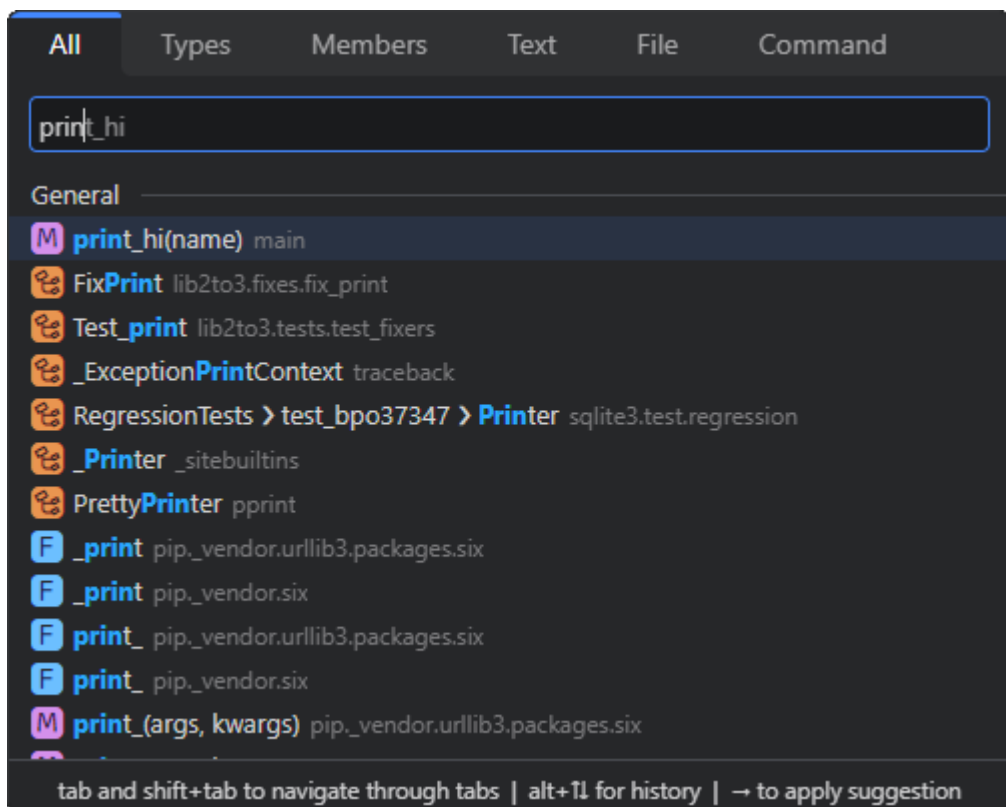 All Types Members Text File Command
print_hi
General
M print_hi(name) main
FixPrint lib2to3.fixes.fix_print
Test_print lib2to3.tests.test_fixers
_ExceptionPrintContext traceback
RegressionTests ❯ test_bpo37347 ❯ Printer sqlite3.test.regression
_Printer _sitebuiltins
PrettyPrinter pprint
F _print pip._vendor.urllib3.packages.six
F _print pip._vendor.six
F print_ pip._vendor.urllib3.packages.six
F print_ pip._vendor.six
M print_(args, kwargs) pip._vendor.urllib3.packages.six
tab and shift+tab to navigate through tabs | alt+⇅ for history | → to apply suggestion